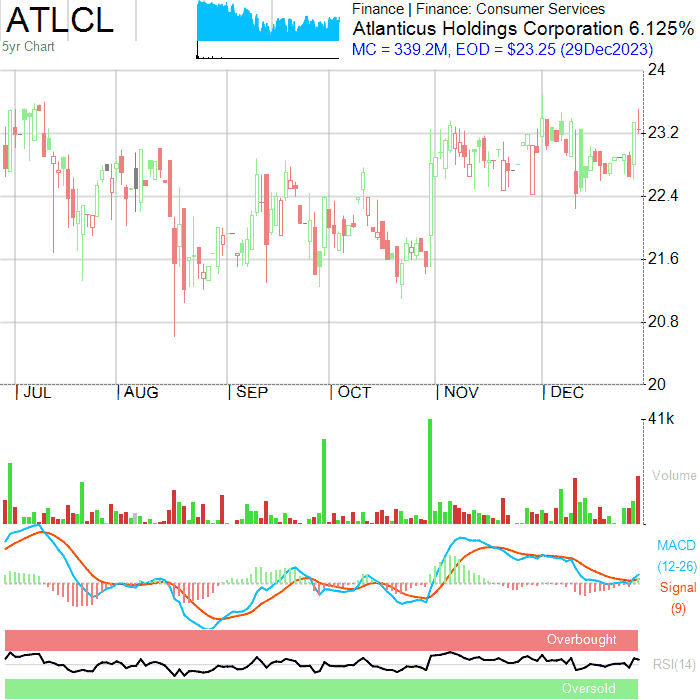 ATLCL
5yr Chart
Finance | Finance: Consumer Services
Atlanticus Holdings Corporation 6.125%
MC = 339.2M, EOD = $23.25 (29Dec2023)
24
23.2
22.4
21.6
20.8
20
|JUL |AUG |SEP |OCT |NOV |DEC
41k
Volume
MACD
(12-26)
Signal
(9)
Overbought
RSI(14)
Oversold